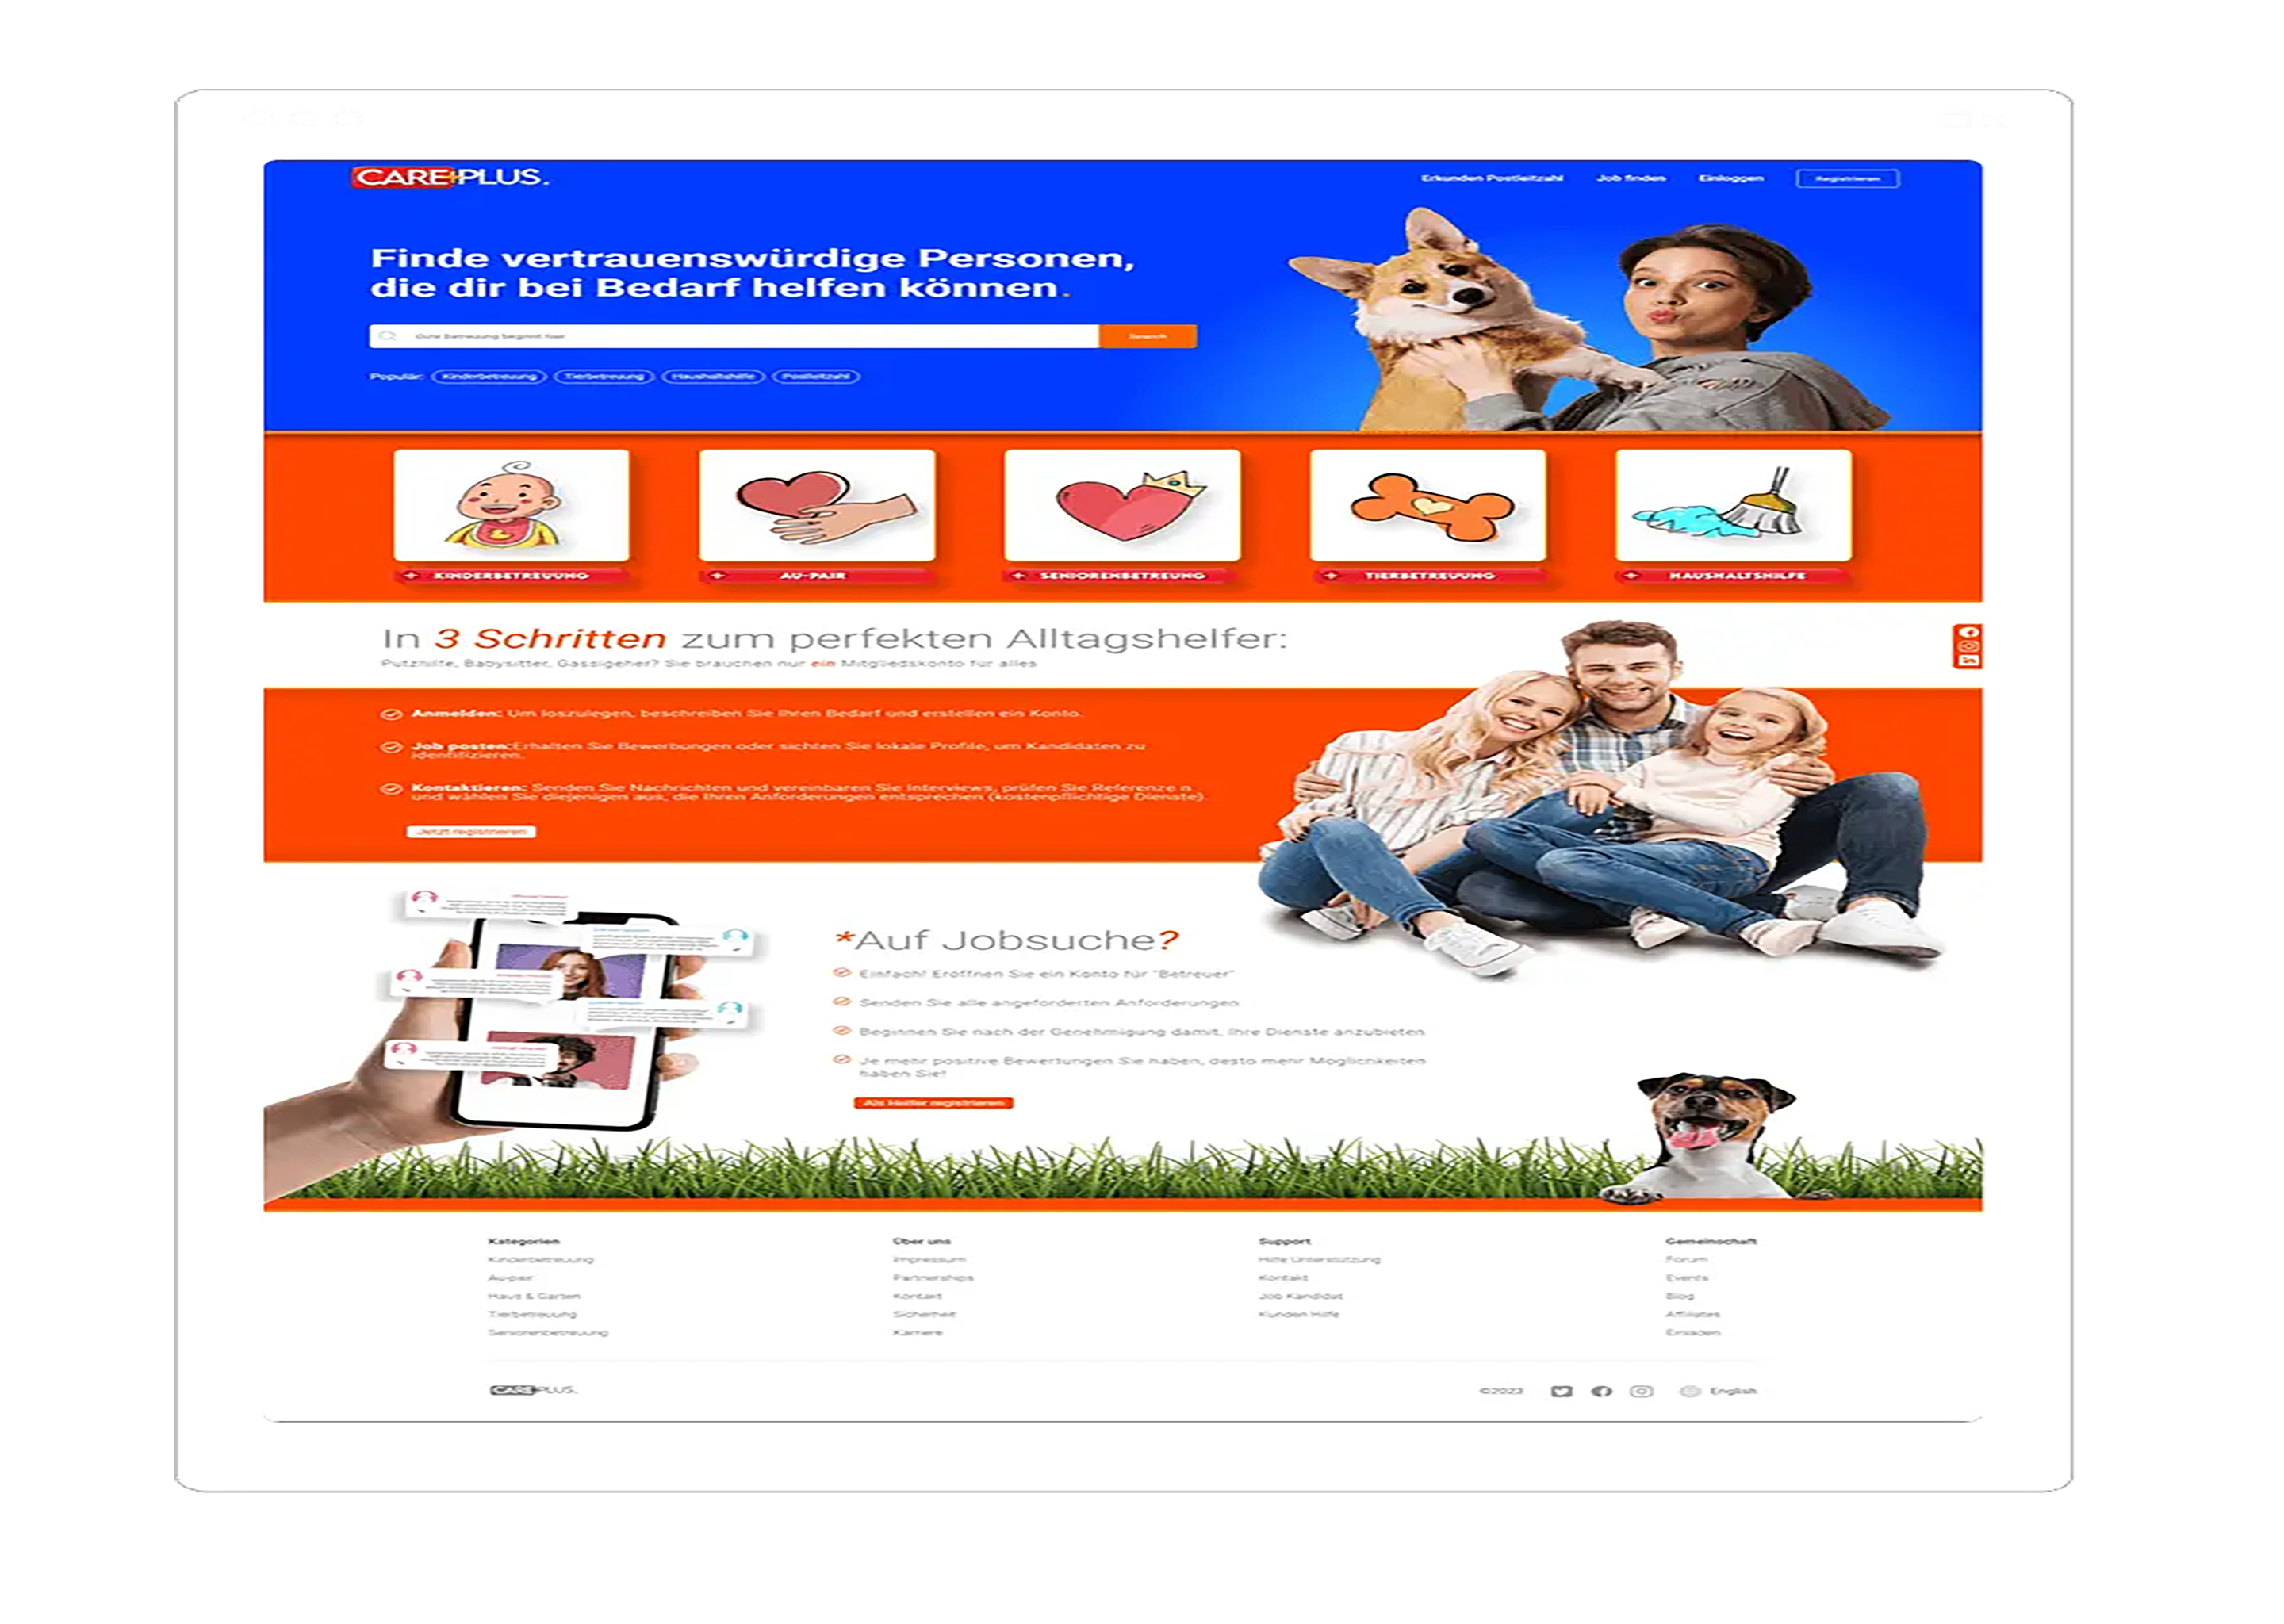 CARE+PLUS.
Erkunden Postleitzahl Job finden Einloggen Registrieren
Finde vertrauenswürdige Personen,
die dir bei Bedarf helfen können.
Gute Betreuung beginnt hier Search
Populär: Kinderbetreuung Tierbetreuung Haushaltshilfe Postleitzahl
+ KINDERBETREUUNG + AU-PAIR + SENIORENBETREUNG + TIERBETREUUNG + HAUSHALTSHILFE
In 3 Schritten zum perfekten Alltagshelfer:
Putzhilfe, Babysitter, Gassigeher? Sie brauchen nur ein Mitgliedskonto für alles
Anmelden: Um loszulegen, beschreiben Sie Ihren Bedarf und erstellen ein Konto.
Job posten:Erhalten Sie Bewerbungen oder sichten Sie lokale Profile, um Kandidaten zu
identifizieren.
Kontaktieren: Senden Sie Nachrichten und vereinbaren Sie Interviews, prüfen Sie Referenze n
und wählen Sie diejenigen aus, die Ihren Anforderungen entsprechen (kostenpflichtige Dienste).
Jetzt registrieren
*Auf Jobsuche?
Einfach! Eröffnen Sie ein Konto für "Betreuer"
Senden Sie alle angeforderten Anforderungen
Beginnen Sie nach der Genehmigung damit, Ihre Dienste anzubieten
Je mehr positive Bewertungen Sie haben, desto mehr Möglichkeiten
haben Sie!
Als Helfer registrieren
Kategorien
Kinderbetreuung
Au-pair
Haus & Garten
Tierbetreuung
Seniorenbetreuung
Über uns
Impressum
Partnerships
Kontakt
Sicherheit
Karriere
Support
Hilfe Unterstützung
Kontakt
Job Kandidat
Kunden Hilfe
Gemeinschaft
Forum
Events
Blog
Affiliates
Einladen
CARE+PLUS.
©2023 English